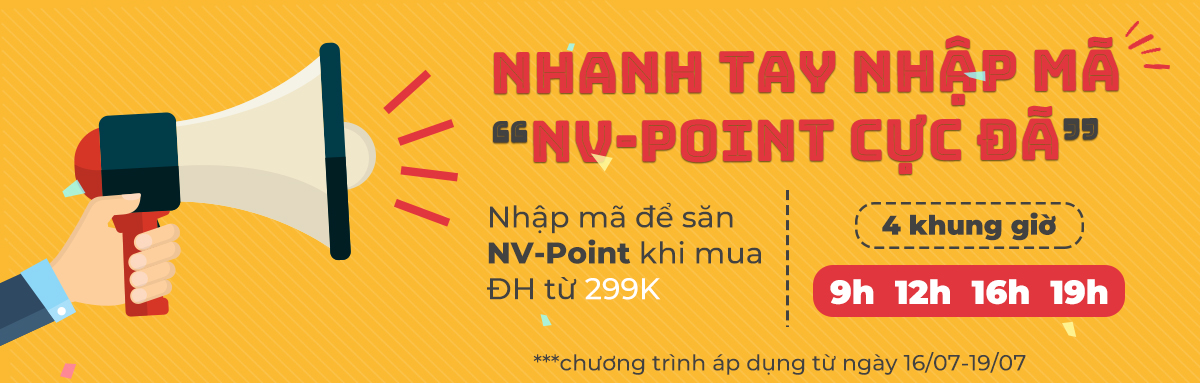 NHANH TAY NHẬP MÃ
“NV-POINT CỰC ĐÃ”
Nhập mã để săn
NV-Point khi mua
ĐH từ 299K
4 khung giờ
9h 12h 16h 19h
***chương trình áp dụng từ ngày 16/07-19/07